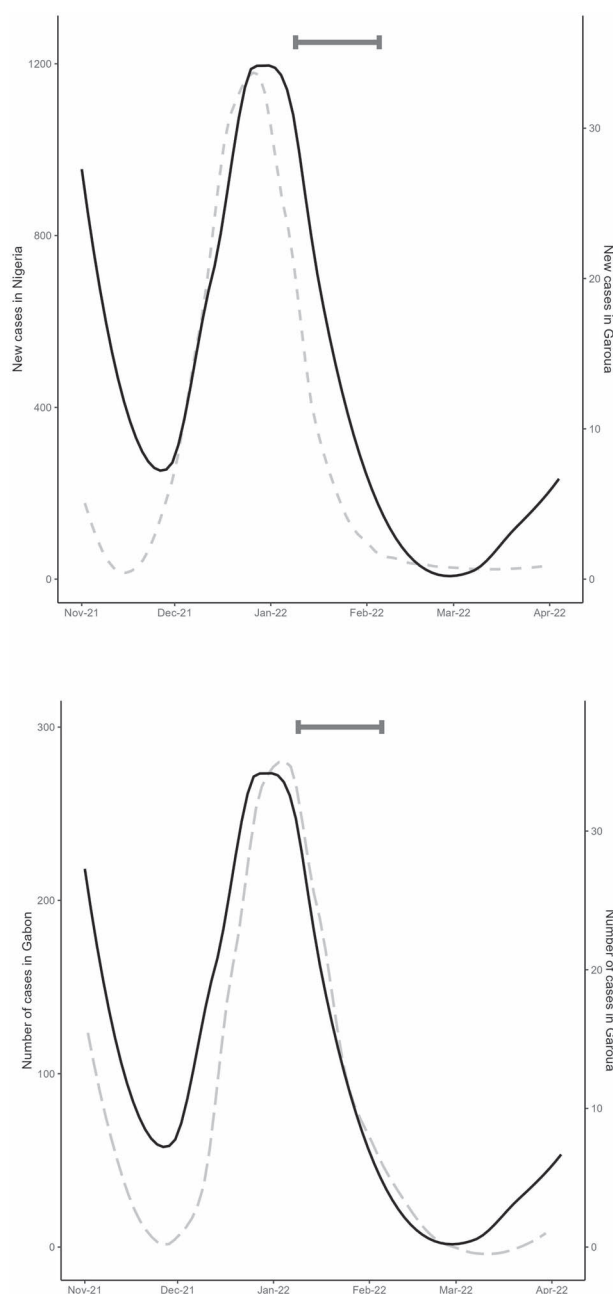 1200
800
400
0
New cases in Nigeria
30
20
10
0
New cases in Garoua
Nov-21 Dec-21 Jan-22 Feb-22 Mar-22 Apr-22
300
200
100
0
Number of cases in Gabon
30
20
10
0
Number of cases in Garoua
Nov-21 Dec-21 Jan-22 Feb-22 Mar-22 Apr-22